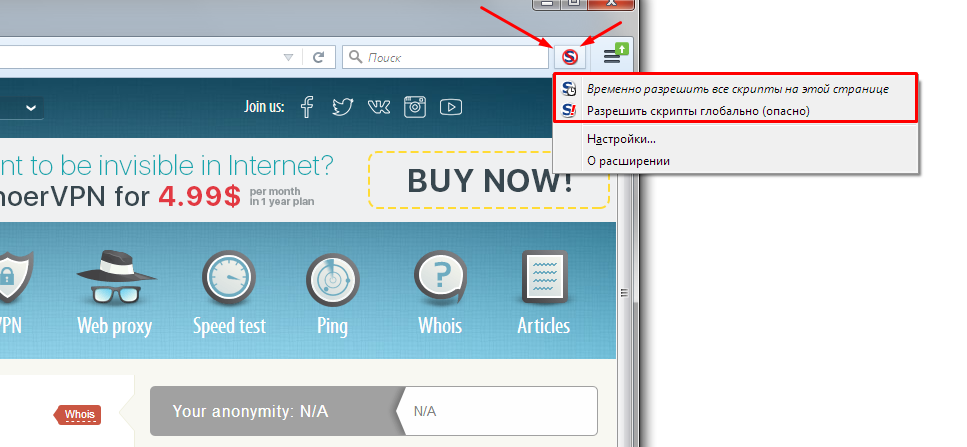 Поиск
Временно разрешить все скрипты на этой странице
Разрешить скрипты глобально (опасно)
Настройки...
О расширении
Join us:
nt to be invisible in Internet?
noerVPN for 4.99$ per month
in 1 year plan
BUY NOW!
VPN
Web proxy
Speed test
Ping
Whois
Articles
Whois
Your anonymity: N/A
N/A